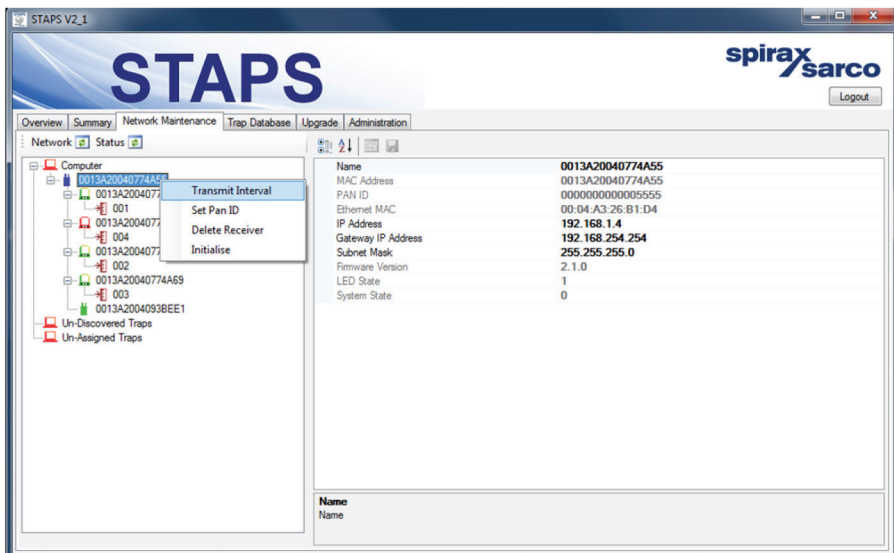 STAPS V2_1
STAPS
spirax
sarco
Logout
Overview Summary Network Maintenance Trap Database Upgrade Administration
Network Status
Computer
0013A20040774A55
0013A2004077
001
0013A2004077
004
0013A2004077
002
0013A20040774A69
003
0013A2004093BEE1
Un-Discovered Traps
Un-Assigned Traps
Transmit Interval
Set Pan ID
Delete Receiver
Initialise
Name 0013A20040774A55
MAC Address 0013A20040774A55
PAN ID 0000000000005555
Ethernet MAC 00:04:A3:26:B1:D4
IP Address 192.168.1.4
Gateway IP Address 192.168.254.254
Subnet Mask 255.255.255.0
Firmware Version 2.1.0
LED State 1
System State 0
Name
Name